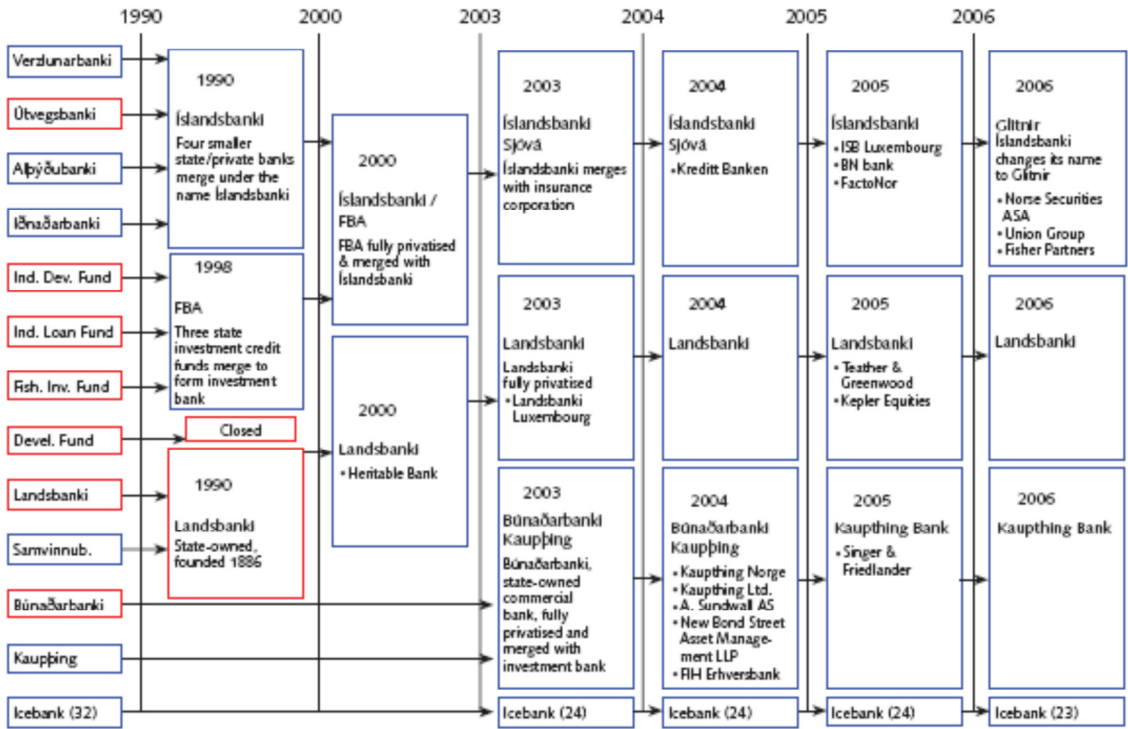 1990 2000 2003 2004 2005 2006
Verzlunarbanki
Útvegsbanki
Alþýðubanki
Iðnaðarbanki
Ind. Dev. Fund
Ind. Loan Fund
Fish. Inv. Fund
Devel. Fund
Landsbanki
Samvinnub.
Búnaðarbanki
Kaupþing
Icebank (32)
1990
Íslandsbanki
Four smaller
state/private banks
merge under the
name Íslandsbanki
1998
FBA
Three state
investment credit
funds merge to
form investment
bank
Closed
1990
Landsbanki
State-owned,
founded 1886
2000
Íslandsbanki /
FBA
FBA fully privatised
& merged with
Íslandsbanki
2000
Landsbanki
• Heritable Bank
2003
Íslandsbanki
Sjóvá
Íslandsbanki merges
with insurance
corporation
2003
Landsbanki
Landsbanki
fully privatised
• Landsbanki
Luxembourg
2003
Búnaðarbanki
Kaupþing
Búnaðarbanki,
state-owned
commercial
bank, fully
privatised and
merged with
investment bank
Icebank (24)
2004
Íslandsbanki
Sjóvá
• Kreditt Banken
2004
Landsbanki
2004
Búnaðarbanki
Kaupþing
• Kaupthing Norge
• Kaupthing Ltd.
• A. Sundwall AS
• New Bond Street
Asset Manage-
ment LLP
• FIH Erhversbank
Icebank (24)
2005
Íslandsbanki
• ISB Luxembourg
• BN bank
• FactoNor
2005
Landsbanki
• Teather &
Greenwood
• Kepler Equities
2005
Kaupthing Bank
• Singer &
Friedlander
Icebank (24)
2006
Glitnir
Íslandsbanki
changes its name
to Glitnir
• Norse Securities
ASA
• Union Group
• Fisher Partners
2006
Landsbanki
2006
Kaupthing Bank
Icebank (23)